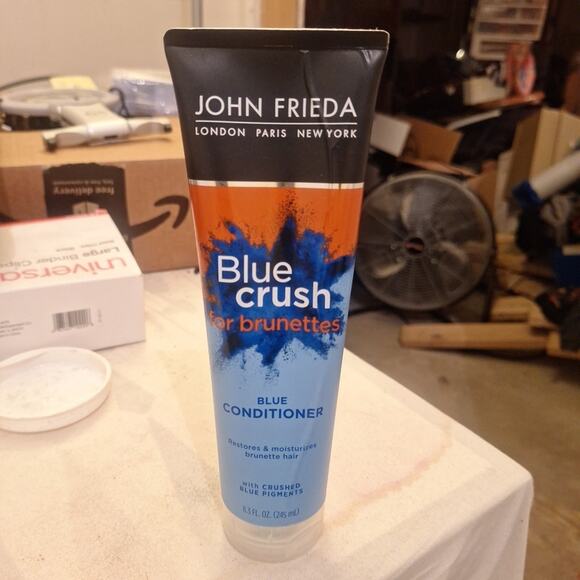 JOHN FRIEDA
LONDON PARIS NEW YORK
Blue
crush
for brunettes
BLUE
CONDITIONER
Restores & moisturizes
brunette hair
with CRUSHED
BLUE PIGMENTS
8.3 FL. OZ. (245 mL)
free delivery
Large Binder Clips
universa